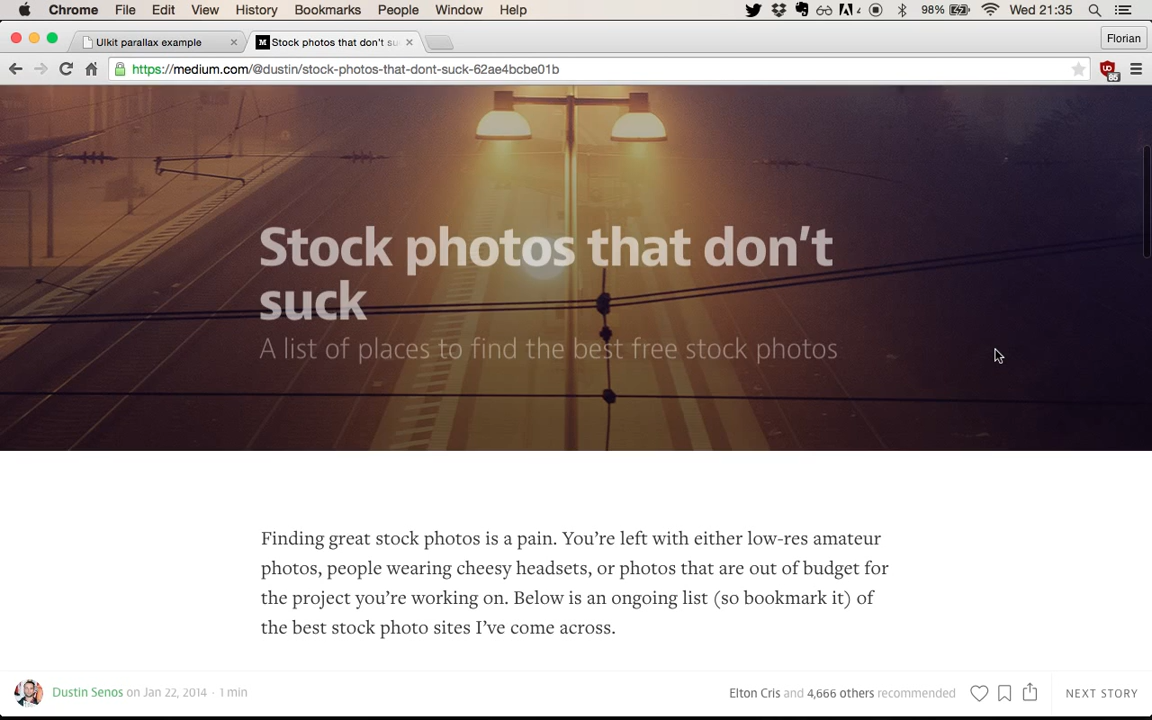 Chrome File Edit View History Bookmarks People Window Help 98% Wed 21:35
UIkit parallax example Stock photos that don't su Florian
https://medium.com/@dustin/stock-photos-that-dont-suck-62ae4bcbe01b
Stock photos that don't
suck
A list of places to find the best free stock photos
Finding great stock photos is a pain. You're left with either low-res amateur
photos, people wearing cheesy headsets, or photos that are out of budget for
the project you're working on. Below is an ongoing list (so bookmark it) of
the best stock photo sites I've come across.
Dustin Senos on Jan 22, 2014 · 1 min Elton Cris and 4,666 others recommended NEXT STORY